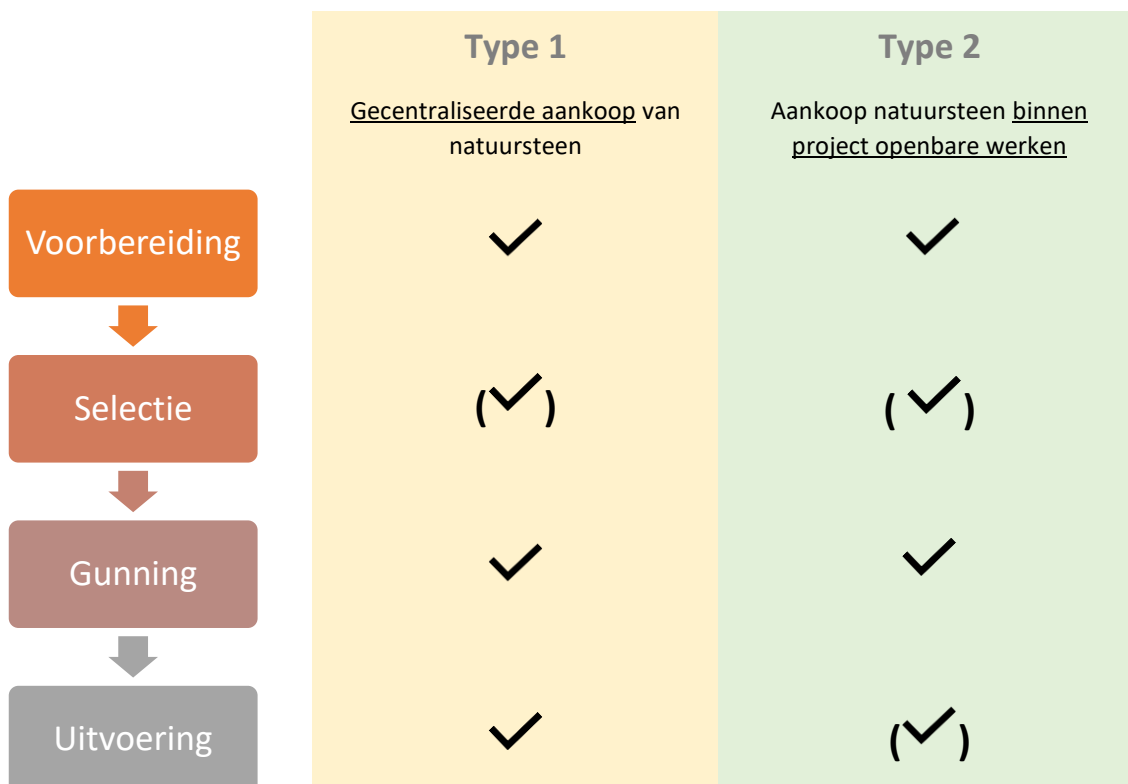 Type 1
Type 2
Gecentraliseerde aankoop van
natuursteen
Aankoop natuursteen binnen
project openbare werken
Voorbereiding
✓
✓
Selectie
(✓)
( ✓ )
Gunning
✓
✓
Uitvoering
✓
(✓)